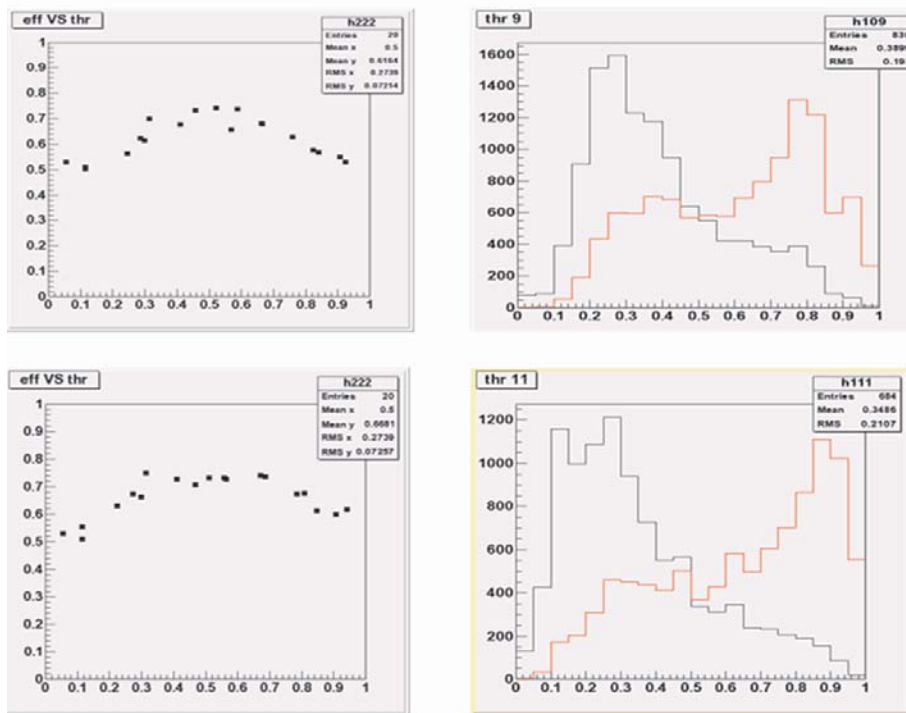 eff VS thr
h222
Entries 20
Mean x 0.5
Mean y 0.6164
RMS x 0.2739
RMS y 0.07214
1
0.9
0.8
0.7
0.6
0.5
0.4
0.3
0.2
0.1
0
0 0.1 0.2 0.3 0.4 0.5 0.6 0.7 0.8 0.9 1
thr 9
h109
Entries
Mean
RMS
1600
1400
1200
1000
800
600
400
200
0
0.1 0.2 0.3 0.4 0.5 0.6 0.7 0.8 0.9 1
eff VS thr
h222
Entries 20
Mean x 0.5
Mean y 0.6681
RMS x 0.2739
RMS y 0.07257
1
0.9
0.8
0.7
0.6
0.5
0.4
0.3
0.2
0.1
0
0 0.1 0.2 0.3 0.4 0.5 0.6 0.7 0.8 0.9 1
thr 11
h111
Entries 684
Mean 0.3486
RMS 0.2107
1200
1000
800
600
400
200
0
0 0.1 0.2 0.3 0.4 0.5 0.6 0.7 0.8 0.9 1